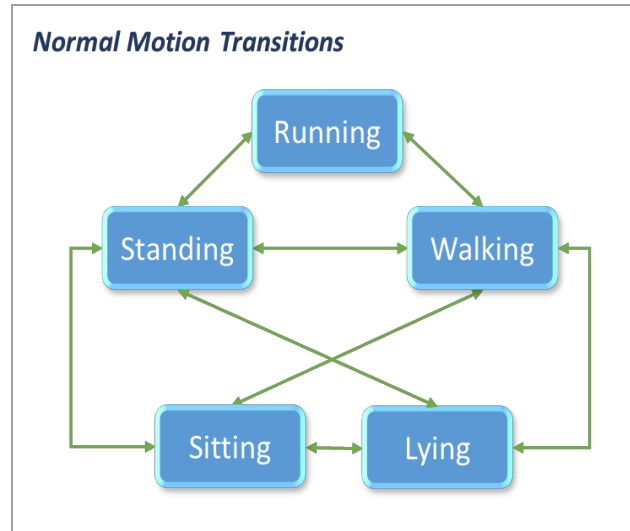 Normal Motion Transitions
Running
Standing
Walking
Sitting
Lying